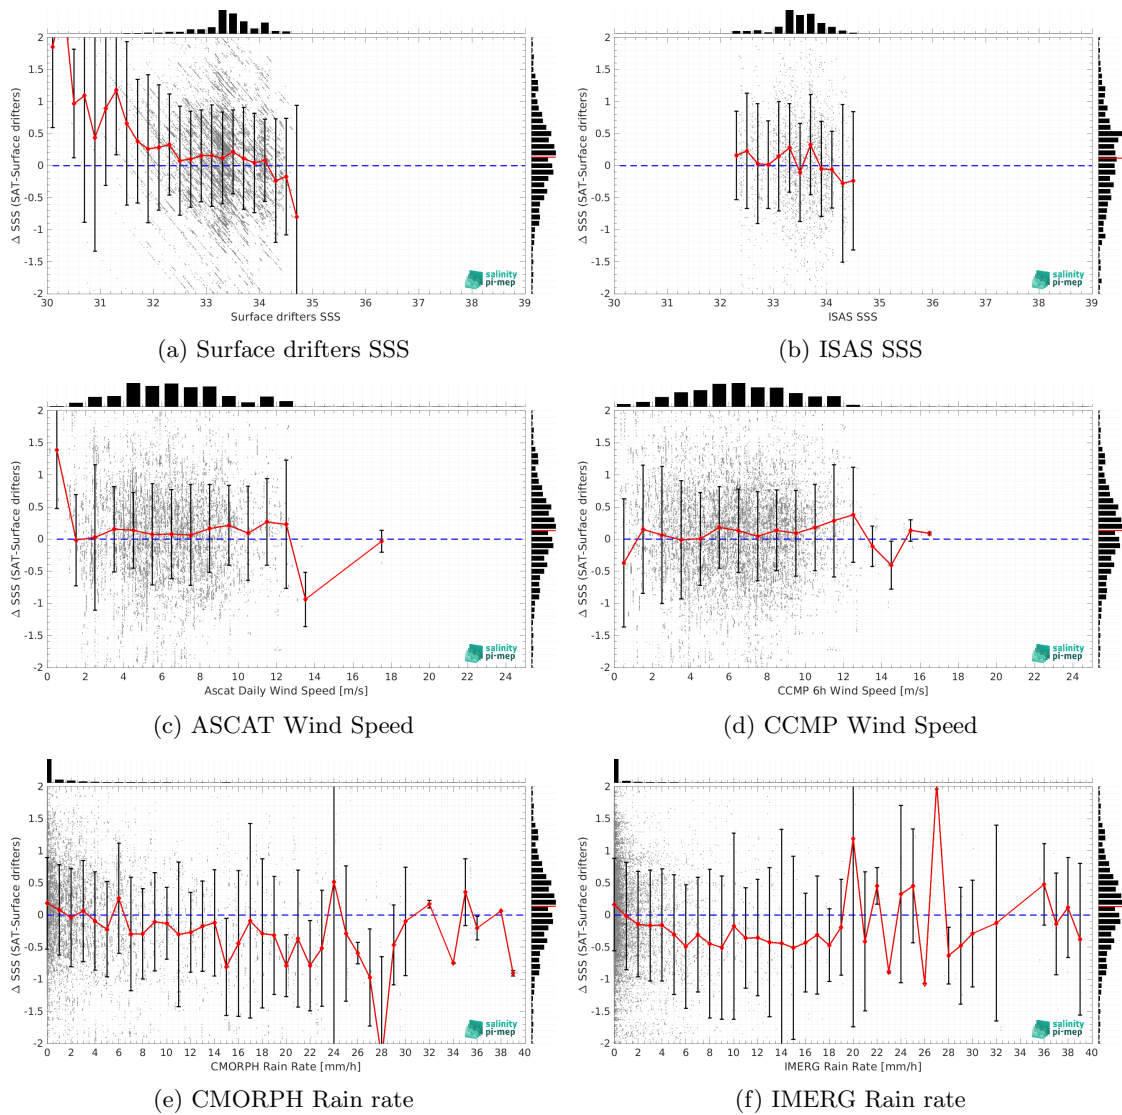 2
1.5
1
0.5
0
-0.5
-1
-1.5
-2
Δ SSS (SAT-Surface drifters)
salinity
pi-mep
30 31 32 33 34 35 36 37 38 39
Surface drifters SSS
(a) Surface drifters SSS
2
1.5
1
0.5
0
-0.5
-1
-1.5
-2
Δ SSS (SAT-Surface drifters)
salinity
pi-mep
30 31 32 33 34 35 36 37 38 39
ISAS SSS
(b) ISAS SSS
2
1.5
1
0.5
0
-0.5
-1
-1.5
-2
Δ SSS (SAT-Surface drifters)
salinity
pi-mep
0 2 4 6 8 10 12 14 16 18 20 22 24
Ascat Daily Wind Speed [m/s]
(c) ASCAT Wind Speed
2
1.5
1
0.5
0
-0.5
-1
-1.5
-2
Δ SSS (SAT-Surface drifters)
salinity
pi-mep
0 2 4 6 8 10 12 14 16 18 20 22 24
CCMP 6h Wind Speed [m/s]
(d) CCMP Wind Speed
2
1.5
1
0.5
0
-0.5
-1
-1.5
-2
Δ SSS (SAT-Surface drifters)
salinity
pi-mep
0 2 4 6 8 10 12 14 16 18 20 22 24 26 28 30 32 34 36 38 40
CMORPH Rain Rate [mm/h]
(e) CMORPH Rain rate
2
1.5
1
0.5
0
-0.5
-1
-1.5
-2
Δ SSS (SAT-Surface drifters)
salinity
pi-mep
0 2 4 6 8 10 12 14 16 18 20 22 24 26 28 30 32 34 36 38 40
IMERG Rain Rate [mm/h]
(f) IMERG Rain rate